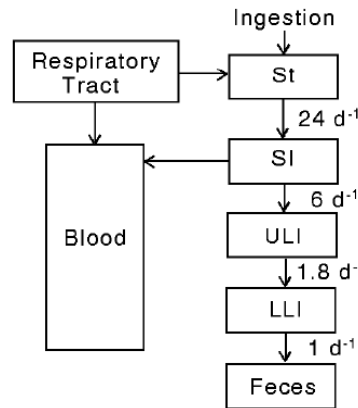 Ingestion
Respiratory
Tract
St
24 d-1
SI
6 d-1
Blood
ULI
1.8 d-
LLI
1 d-1
Feces